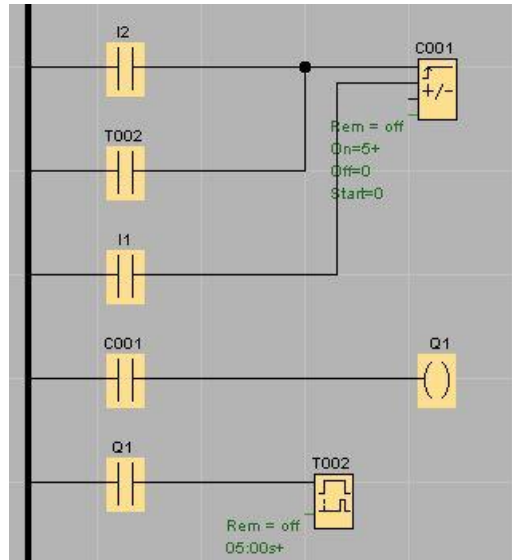 I2
C001
+/-
Rem = off
On=5+
Off=0
Start=0
T002
I1
C001
Q1
Q1
T002
Rem = off
05:00s+